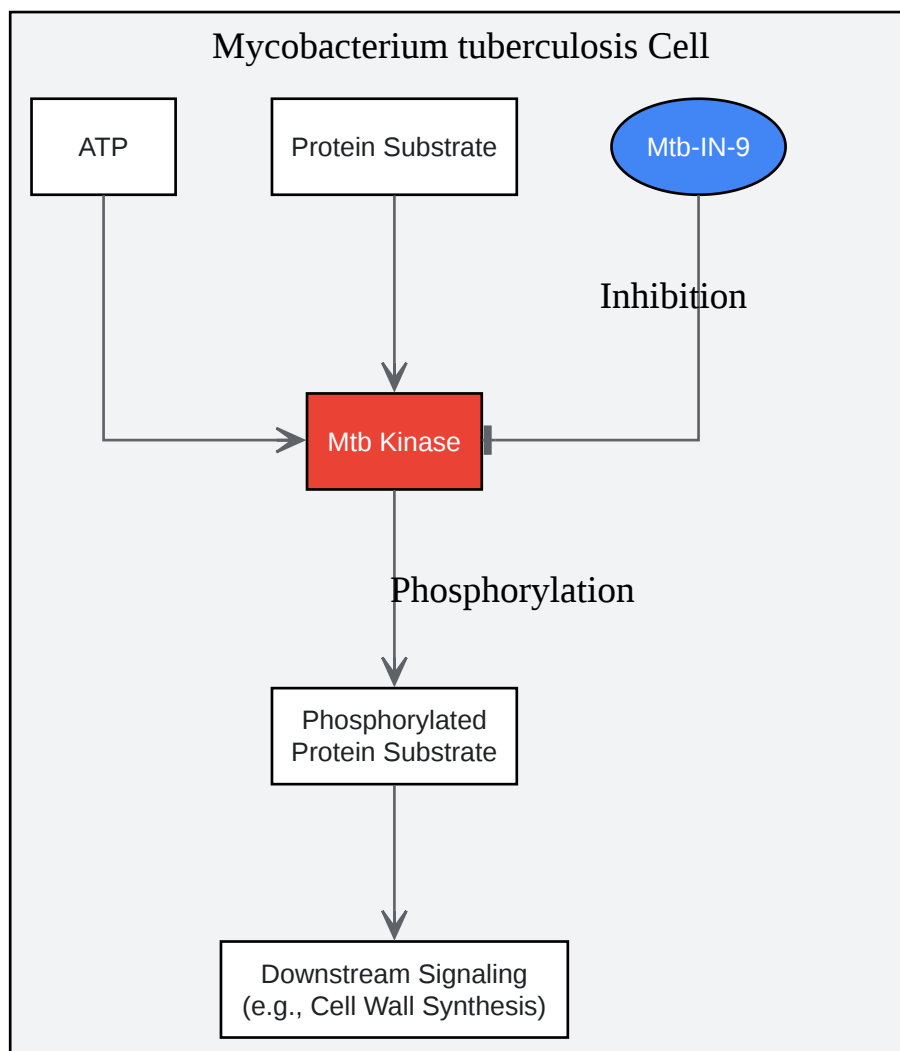 Mycobacterium tuberculosis Cell
ATP
Protein Substrate
Mtb-IN-9
Inhibition
Mtb Kinase
Phosphorylation
Phosphorylated
Protein Substrate
Downstream Signaling
(e.g., Cell Wall Synthesis)